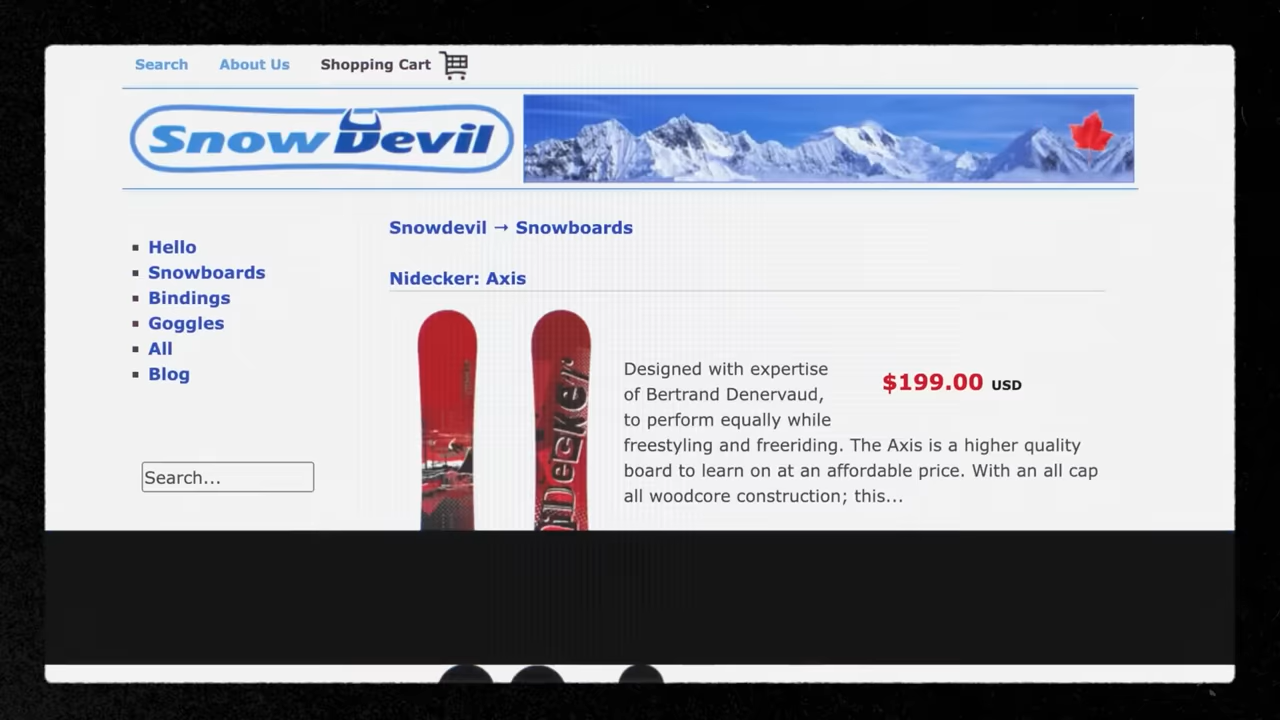 Search About Us Shopping Cart
SnowDevil
Snowdevil → Snowboards
Hello
Snowboards
Bindings
Goggles
All
Blog
Search...
Nidecker: Axis
NiDecker
Designed with expertise
of Bertrand Denervaud,
to perform equally while
freestyling and freeriding. The Axis is a higher quality
board to learn on at an affordable price. With an all cap
all woodcore construction; this...
$199.00 USD